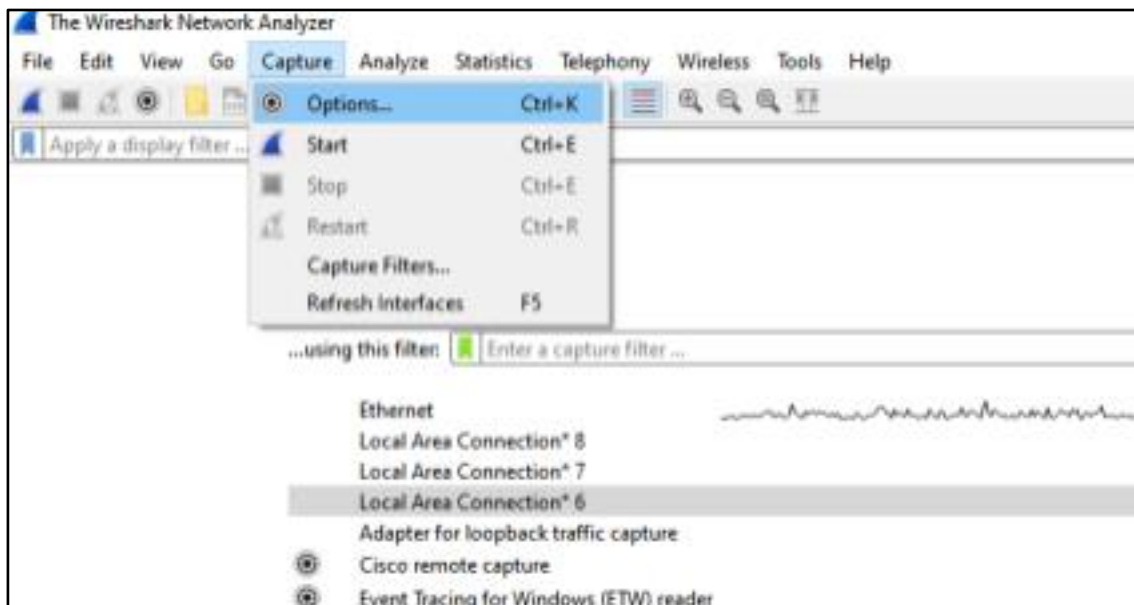 The Wireshark Network Analyzer
File Edit View Go Capture Analyze Statistics Telephony Wireless Tools Help
Options... Ctrl+K
Apply a display filter ...
Start Ctrl+E
Stop Ctrl+E
Restart Ctrl+R
Capture Filters...
Refresh Interfaces F5
...using this filter: Enter a capture filter ...
Ethernet
Local Area Connection* 8
Local Area Connection* 7
Local Area Connection* 6
Adapter for loopback traffic capture
Cisco remote capture
Event Tracing for Windows (ETW) reader